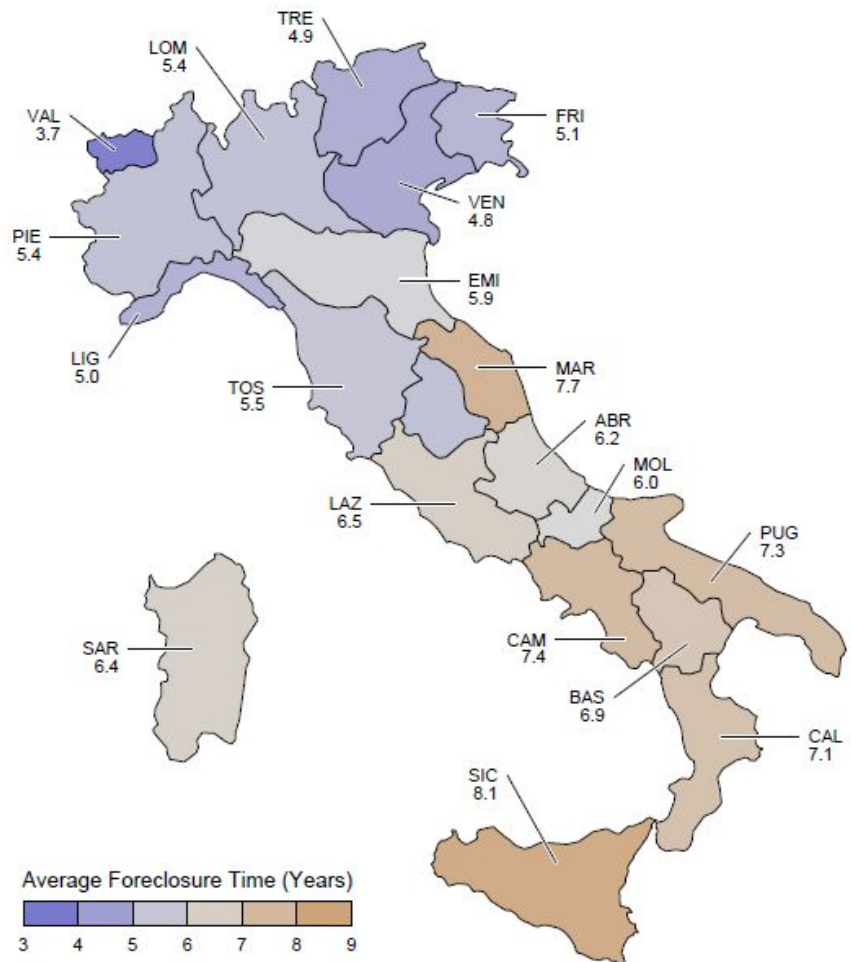 TRE
4.9
LOM
5.4
VAL
3.7
FRI
5.1
VEN
4.8
PIE
5.4
EMI
5.9
LIG
5.0
TOS
5.5
MAR
7.7
ABR
6.2
MOL
6.0
LAZ
6.5
PUG
7.3
SAR
6.4
CAM
7.4
BAS
6.9
CAL
7.1
SIC
8.1
Average Foreclosure Time (Years)
3 4 5 6 7 8 9